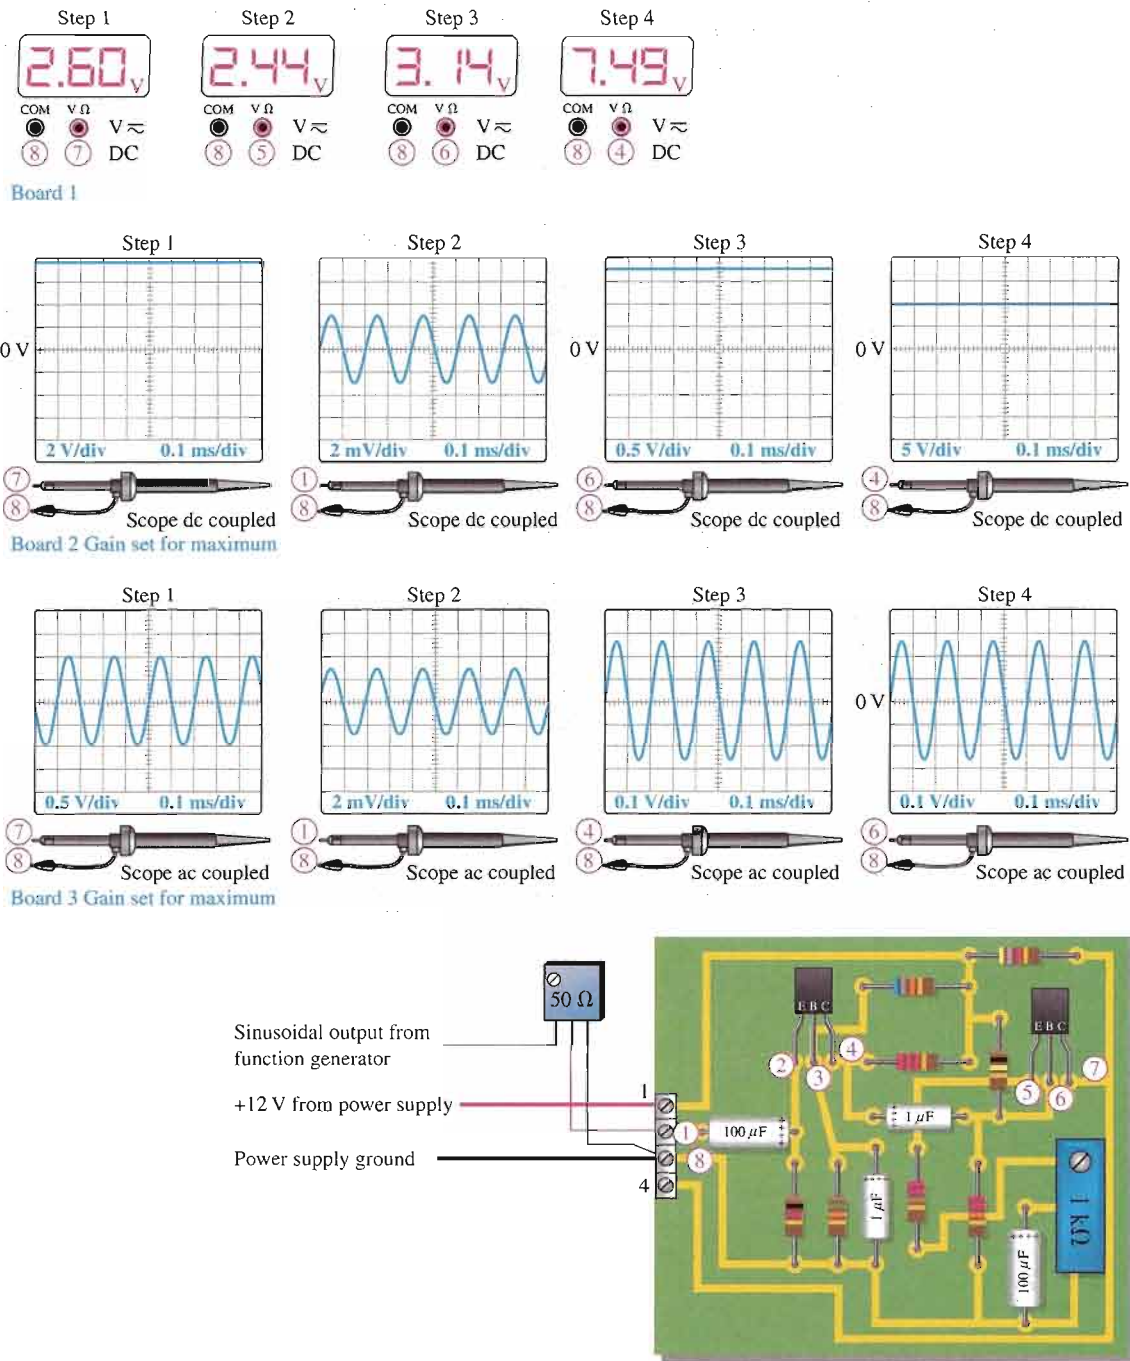 Step 1 Step 2 Step 3 Step 4
2.60 V 2.44 V 3.14 V 7.49 V
COM V Ω COM V Ω COM V Ω COM V Ω
V ⎓ V ⎓ V ⎓ V ⎓
8 7 DC 8 5 DC 8 6 DC 8 4 DC
Board 1
Step 1 Step 2 Step 3 Step 4
0 V 0 V 0 V
2 V/div 0.1 ms/div 2 mV/div 0.1 ms/div 0.5 V/div 0.1 ms/div 5 V/div 0.1 ms/div
7 1 6 4
8 8 8 8
Scope dc coupled Scope dc coupled Scope dc coupled Scope dc coupled
Board 2 Gain set for maximum
Step 1 Step 2 Step 3 Step 4
0 V
0.5 V/div 0.1 ms/div 2 mV/div 0.1 ms/div 0.1 V/div 0.1 ms/div 0.1 V/div 0.1 ms/div
7 1 4 6
8 8 8 8
Scope ac coupled Scope ac coupled Scope ac coupled Scope ac coupled
Board 3 Gain set for maximum
50 Ω
E B C
E B C
Sinusoidal output from
function generator
2 3 4
5 6 7
1
+12 V from power supply
1
100 μF
1 μF
Power supply ground
8
4
1 μF
100 μF
1 kΩ